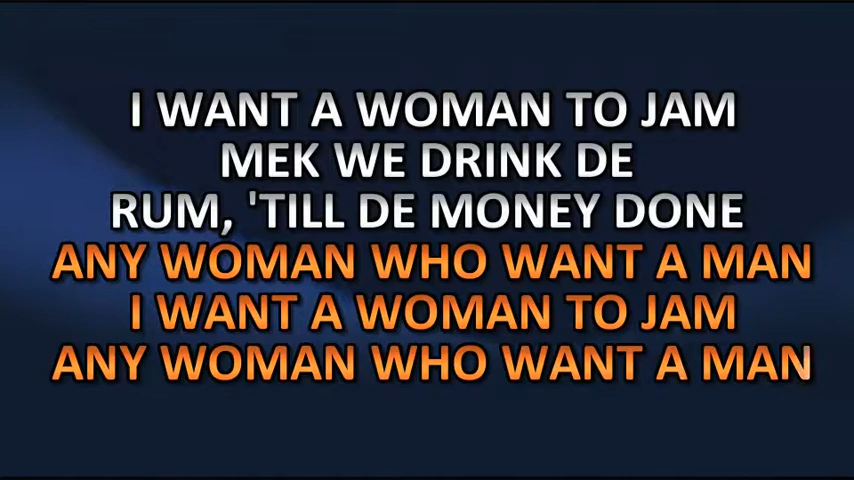 I WANT A WOMAN TO JAM
MEK WE DRINK DE
RUM, 'TILL DE MONEY DONE
ANY WOMAN WHO WANT A MAN
I WANT A WOMAN TO JAM
ANY WOMAN WHO WANT A MAN